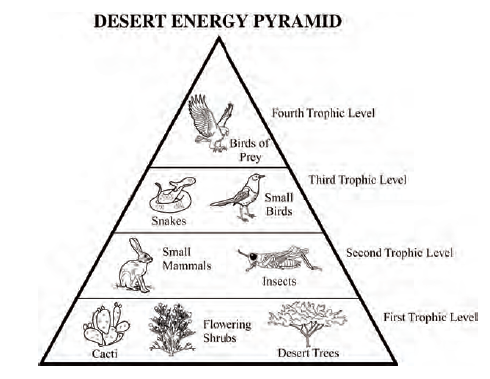 DESERT ENERGY PYRAMID
Fourth Trophic Level
Birds of
Prey
Third Trophic Level
Snakes
Small
Birds
Second Trophic Level
Small
Mammals
Insects
First Trophic Level
Cacti
Flowering
Shrubs
Desert Trees